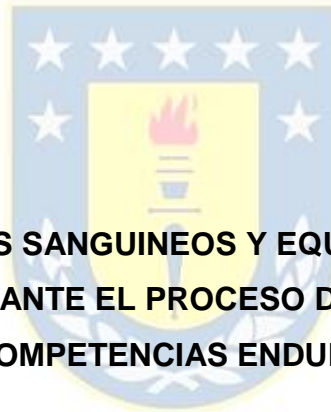 S SANGUINEOS Y EQU
ANTE EL PROCESO D
OMPETENCIAS ENDU